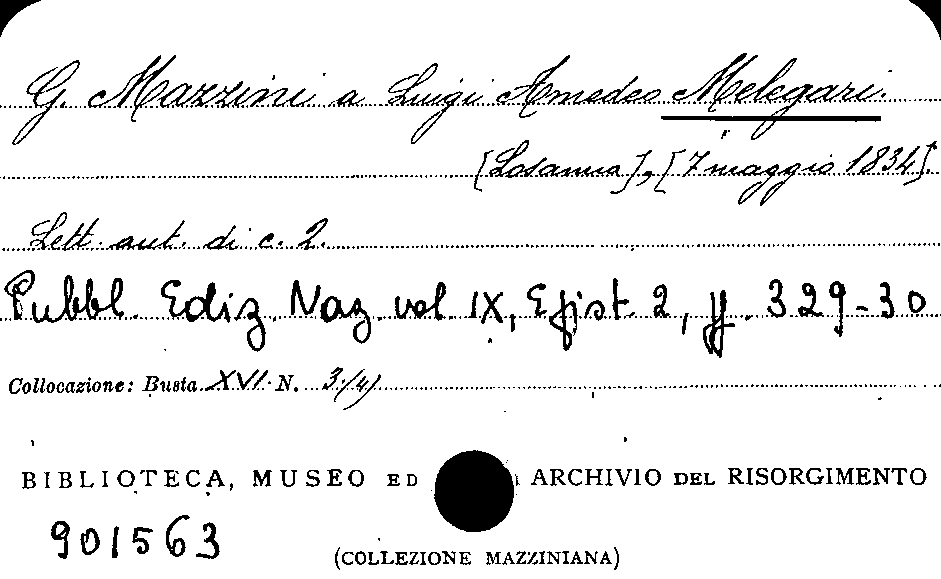 G. Mazzini a Luigi Amedeo Melegari.
[Losanna], [7 maggio 1834].
Lett. aut. di c. 2.
Pubbl. Ediz. Naz. vol. IX, Epist. 2, pp. 329-30
Collocazione: Busta XVI N. 3/4)
BIBLIOTECA, MUSEO ED ARCHIVIO DEL RISORGIMENTO
901563
(COLLEZIONE MAZZINIANA)